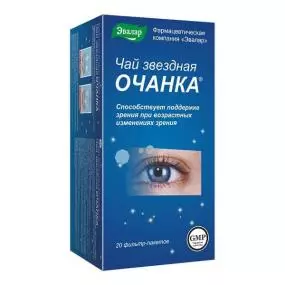 Эвалар
Фармацевтическая
компания «Эвалар»
Чай звездная
ОЧАНКА®
Способствует поддержке
зрения при возрастных
изменениях зрения
GMP
20 фильтр-пакетов